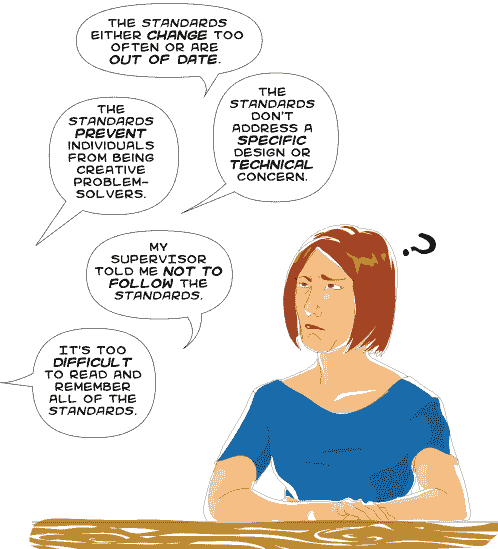 THE STANDARDS
EITHER CHANGE TOO
OFTEN OR ARE
OUT OF DATE.
THE
STANDARDS
DON'T
ADDRESS A
SPECIFIC
DESIGN OR
TECHNICAL
CONCERN.
THE
STANDARDS
PREVENT
INDIVIDUALS
FROM BEING
CREATIVE
PROBLEM-
SOLVERS.
MY
SUPERVISOR
TOLD ME NOT TO
FOLLOW THE
STANDARDS.
IT'S TOO
DIFFICULT
TO READ AND
REMEMBER
ALL OF THE
STANDARDS.
?